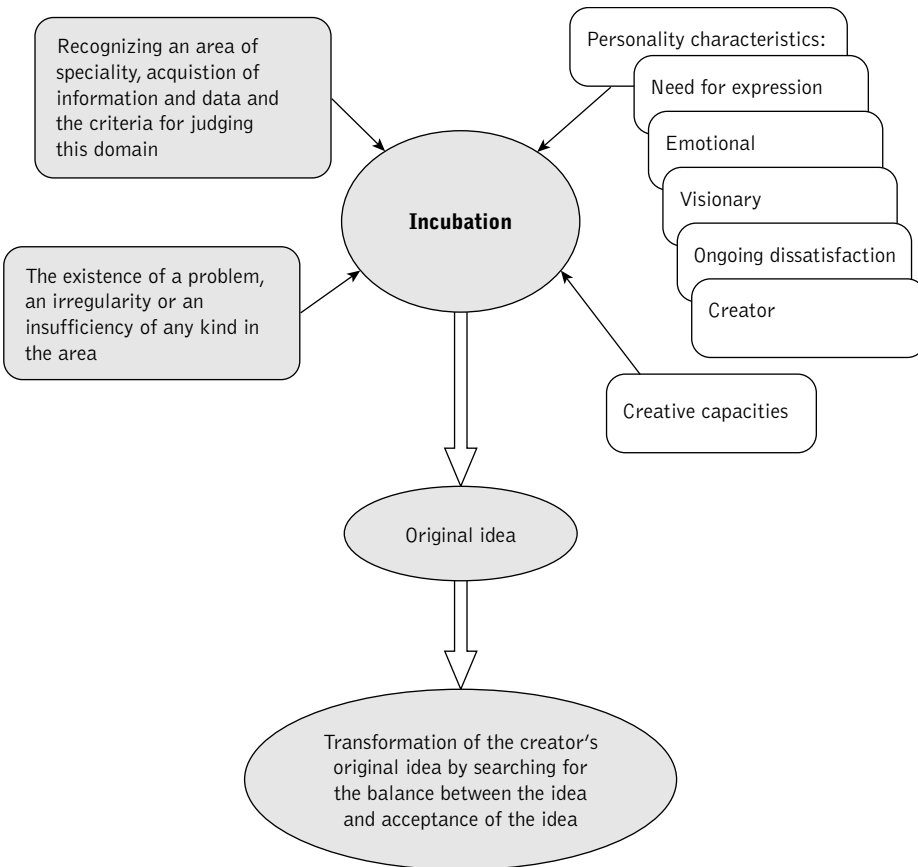 Recognizing an area of
speciality, acquistion of
information and data and
the criteria for judging
this domain
Personality characteristics:
Need for expression
Emotional
Visionary
Ongoing dissatisfaction
Creator
Incubation
The existence of a problem,
an irregularity or an
insufficiency of any kind in
the area
Creative capacities
Original idea
Transformation of the creator's
original idea by searching for
the balance between the idea
and acceptance of the idea